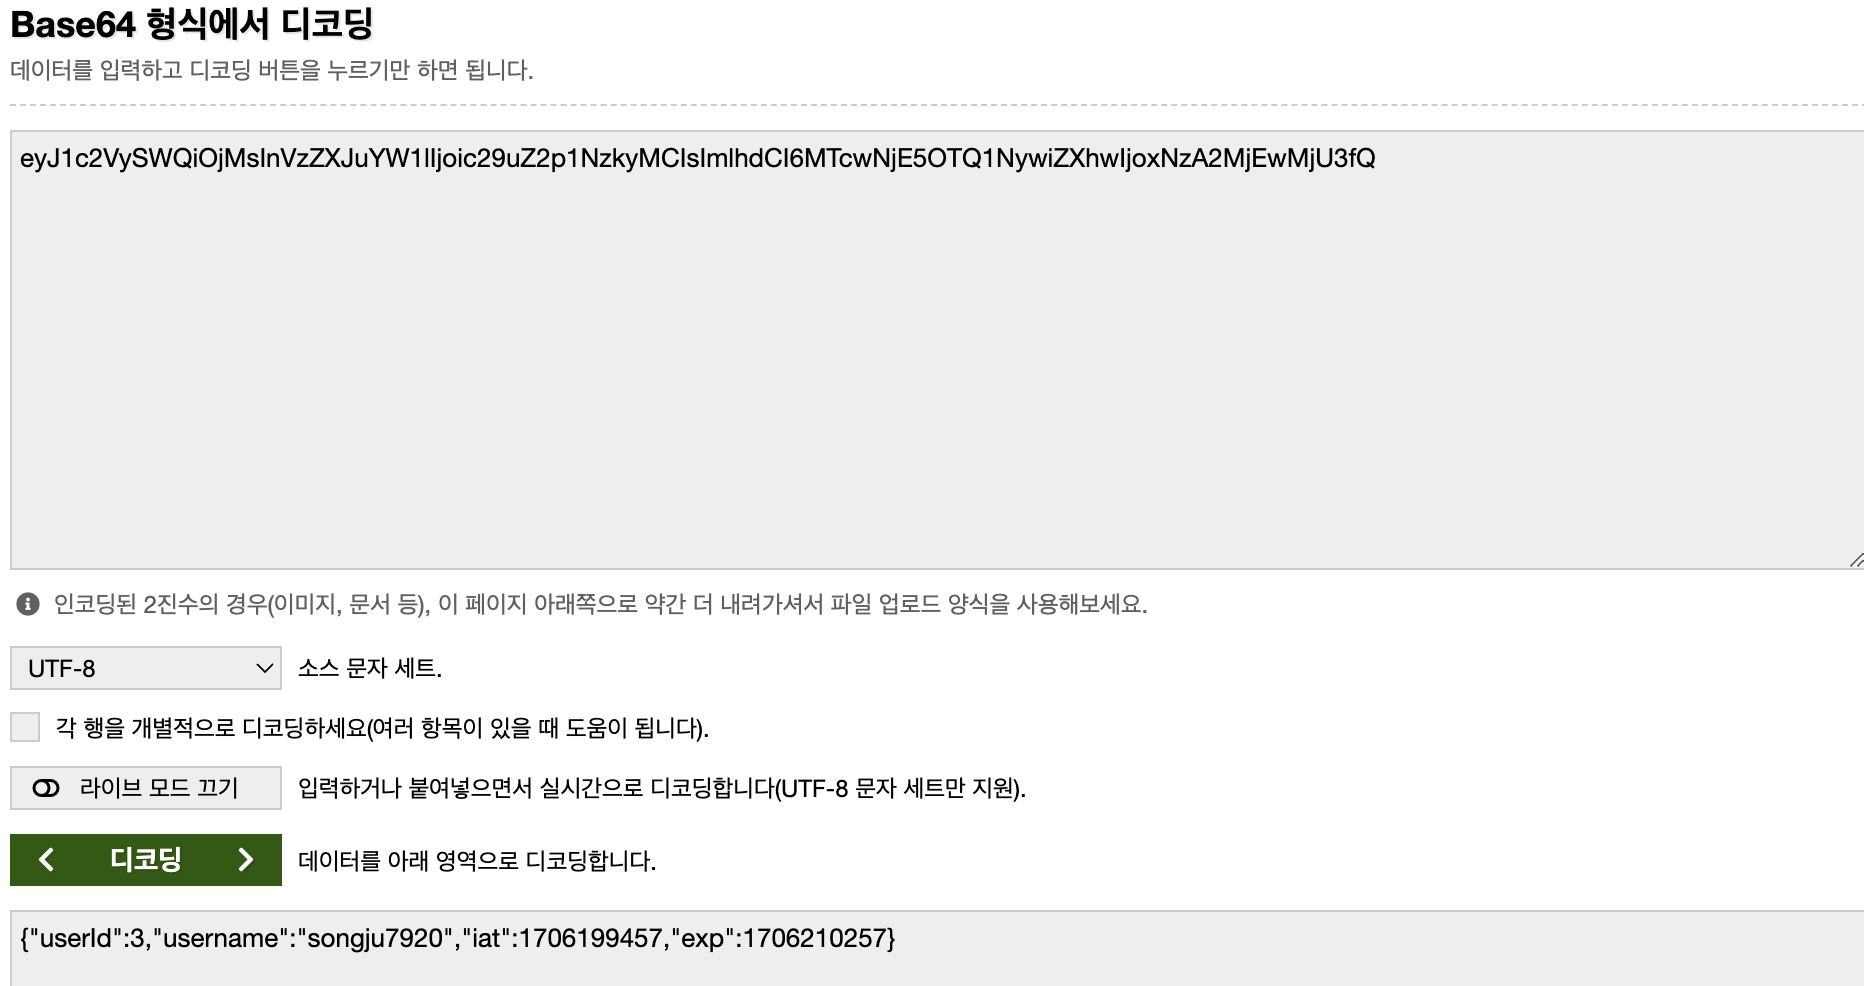 Base64 형식에서 디코딩
데이터를 입력하고 디코딩 버튼을 누르기만 하면 됩니다.
eyJ1c2VySWQiOjMsInVzZXJuYW1lIjoic29uZ2p1NzkyMCIsImlhdCI6MTcwNjE5OTQ1NywiZXhwIjoxNzA2MjEwMjU3fQ
인코딩된 2진수의 경우(이미지, 문서 등), 이 페이지 아래쪽으로 약간 더 내려가셔서 파일 업로드 양식을 사용해보세요.
UTF-8 소스 문자 세트.
각 행을 개별적으로 디코딩하세요(여러 항목이 있을 때 도움이 됩니다).
라이브 모드 끄기 입력하거나 붙여넣으면서 실시간으로 디코딩합니다(UTF-8 문자 세트만 지원).
디코딩 데이터를 아래 영역으로 디코딩합니다.
{"userId":3,"username":"songju7920","iat":1706199457,"exp":1706210257}